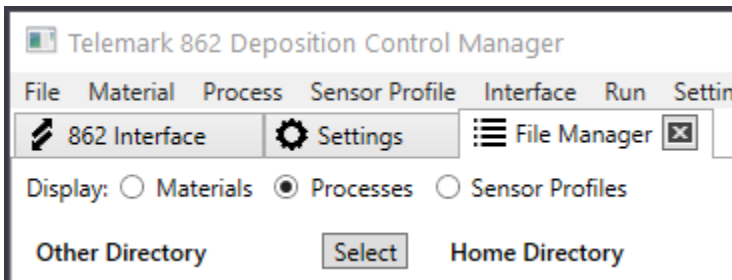 Telemark 862 Deposition Control Manager
File Material Process Sensor Profile Interface Run Settin
862 Interface Settings File Manager
Display: Materials Processes Sensor Profiles
Other Directory Select Home Directory